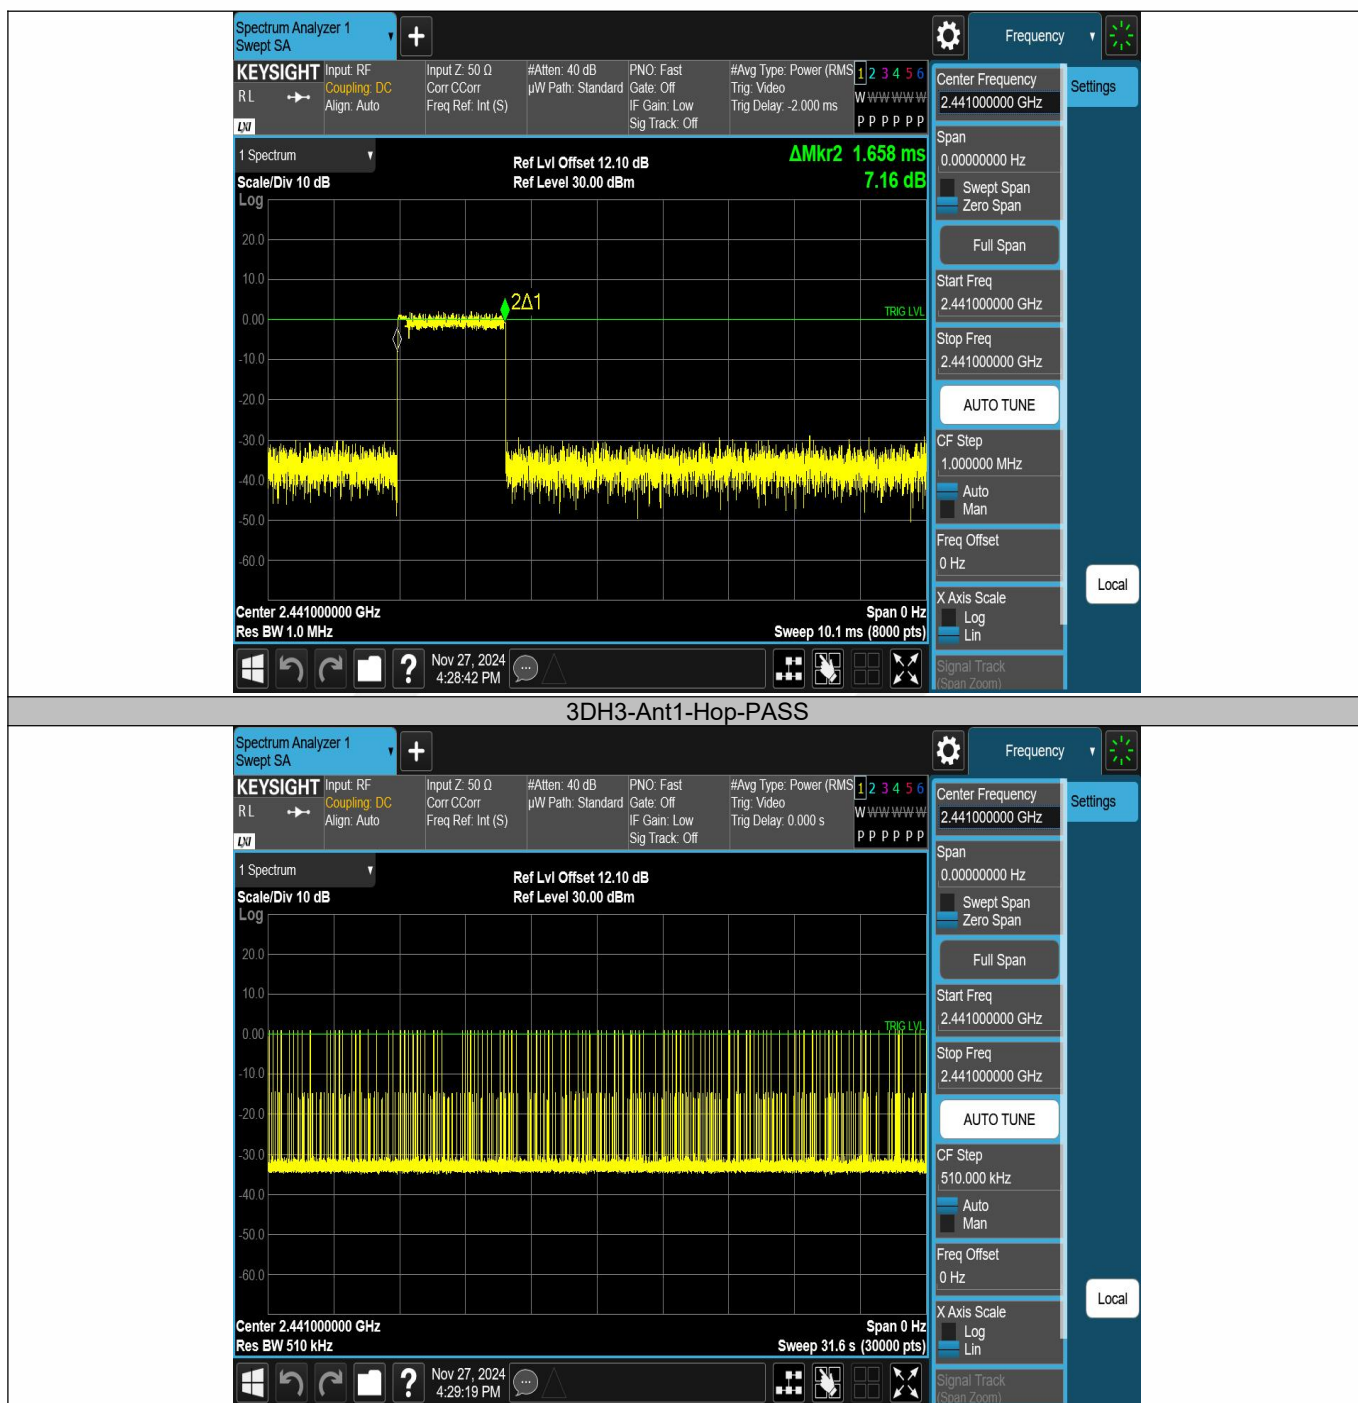 Spectrum Analyzer 1
Swept SA
Frequency
KEYSIGHT
RL
LXI
Input: RF
Coupling: DC
Align: Auto
Input Z: 50 Ω
Corr CCorr
Freq Ref: Int (S)
#Atten: 40 dB
µW Path: Standard
PNO: Fast
Gate: Off
IF Gain: Low
Sig Track: Off
#Avg Type: Power (RMS
Trig: Video
Trig Delay: -2.000 ms
1 2 3 4 5 6
W W W W W W
P P P P P P
1 Spectrum
Scale/Div 10 dB
Log
Ref Lvl Offset 12.10 dB
Ref Level 30.00 dBm
ΔMkr2 1.658 ms
7.16 dB
20.0
10.0
0.00
-10.0
-20.0
-30.0
-40.0
-50.0
-60.0
2Δ1
TRIG LVL
Center 2.441000000 GHz
Res BW 1.0 MHz
Span 0 Hz
Sweep 10.1 ms (8000 pts)
Nov 27, 2024
4:28:42 PM
Center Frequency
2.441000000 GHz
Settings
Span
0.00000000 Hz
Swept Span
Zero Span
Full Span
Start Freq
2.441000000 GHz
Stop Freq
2.441000000 GHz
AUTO TUNE
CF Step
1.000000 MHz
Auto
Man
Freq Offset
0 Hz
Local
X Axis Scale
Log
Lin
Signal Track
(Span Zoom)
3DH3-Ant1-Hop-PASS
Spectrum Analyzer 1
Swept SA
Frequency
KEYSIGHT
RL
LXI
Input: RF
Coupling: DC
Align: Auto
Input Z: 50 Ω
Corr CCorr
Freq Ref: Int (S)
#Atten: 40 dB
µW Path: Standard
PNO: Fast
Gate: Off
IF Gain: Low
Sig Track: Off
#Avg Type: Power (RMS
Trig: Video
Trig Delay: 0.000 s
1 2 3 4 5 6
W W W W W W
P P P P P P
1 Spectrum
Scale/Div 10 dB
Log
Ref Lvl Offset 12.10 dB
Ref Level 30.00 dBm
20.0
10.0
0.00
-10.0
-20.0
-30.0
-40.0
-50.0
-60.0
TRIG LVL
Center 2.441000000 GHz
Res BW 510 kHz
Span 0 Hz
Sweep 31.6 s (30000 pts)
Nov 27, 2024
4:29:19 PM
Center Frequency
2.441000000 GHz
Settings
Span
0.00000000 Hz
Swept Span
Zero Span
Full Span
Start Freq
2.441000000 GHz
Stop Freq
2.441000000 GHz
AUTO TUNE
CF Step
510.000 kHz
Auto
Man
Freq Offset
0 Hz
Local
X Axis Scale
Log
Lin
Signal Track
(Span Zoom)